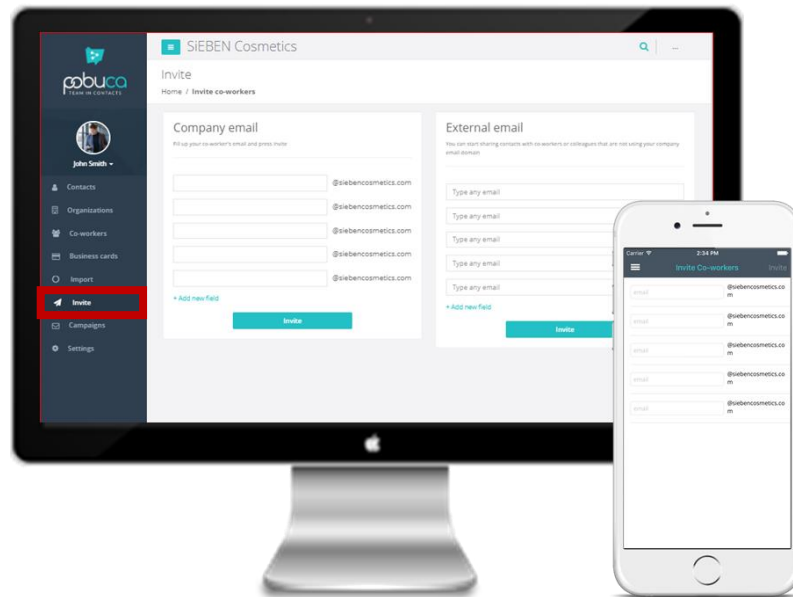 SiEBEN Cosmetics
...
pobuca
TEAM IN CONTACTS
John Smith
Contacts
Organizations
Co-workers
Business cards
Import
Invite
Campaigns
Settings
Invite
Home / Invite co-workers
Company email
Fill up your co-worker's email and press invite
@siebencosmetics.com
@siebencosmetics.com
@siebencosmetics.com
@siebencosmetics.com
@siebencosmetics.com
+ Add new field
Invite
External email
You can start sharing contacts with co-workers or colleagues that are not using your company
email domain
Type any email
Type any email
Type any email
Type any email
Type any email
+ Add new field
Invite
Carrier 2:34 PM
Invite Co-workers Invite
email @siebencosmetics.co
m
email @siebencosmetics.co
m
email @siebencosmetics.co
m
email @siebencosmetics.co
m
email @siebencosmetics.co
m